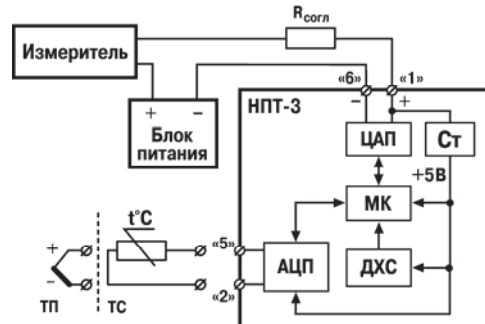 Rсогл
Измеритель
«6» «1»
– +
+ –
Блок
питания
НПТ-3
ЦАП
Ст
+5В
МК
t°C
«5»
+
АЦП
ДХС
–
«2»
ТП
ТС